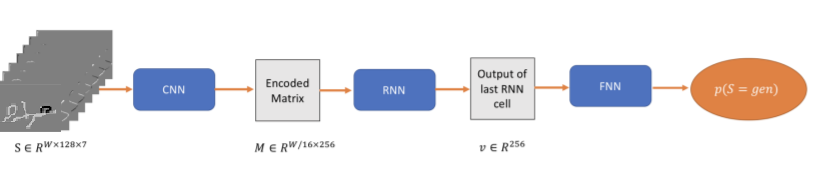 CNN
Encoded
Matrix
RNN
Output of
last RNN
cell
FNN
p(S = gen)
S ∈ R^{W×128×7}
M ∈ R^{W/16×256}
v ∈ R^{256}